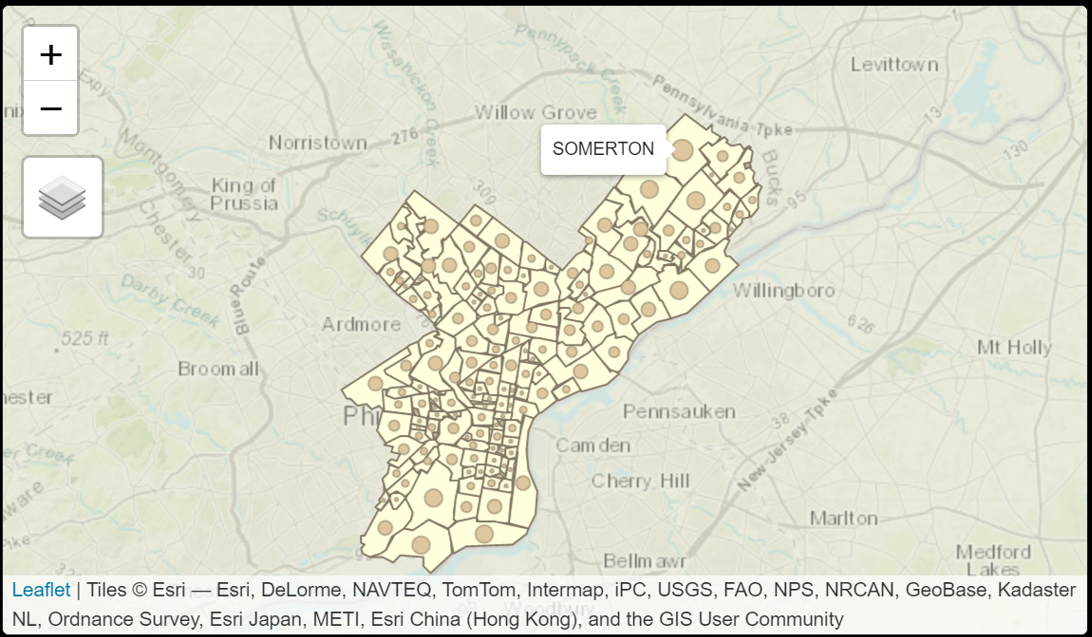 +
−
Levittown
Pennypack Creek
Wissahickon Creek
Expy
Pennsylvania-Tpke
Willow Grove
13
Norristown
276
SOMERTON
130
Montgomery
Chester
Bucks
King of
Prussia
309
95
30
Blue Route
Darby Creek
Willingboro
626
Ardmore
525 ft
Mt Holly
Broomall
38
New-Jersey-Tpke
Pennsauken
Camden
Cherry Hill
Marlton
Bellmawr
Medford
Lakes
Woodbury
Leaflet | Tiles © Esri — Esri, DeLorme, NAVTEQ, TomTom, Intermap, iPC, USGS, FAO, NPS, NRCAN, GeoBase, Kadaster
NL, Ordnance Survey, Esri Japan, METI, Esri China (Hong Kong), and the GIS User Community